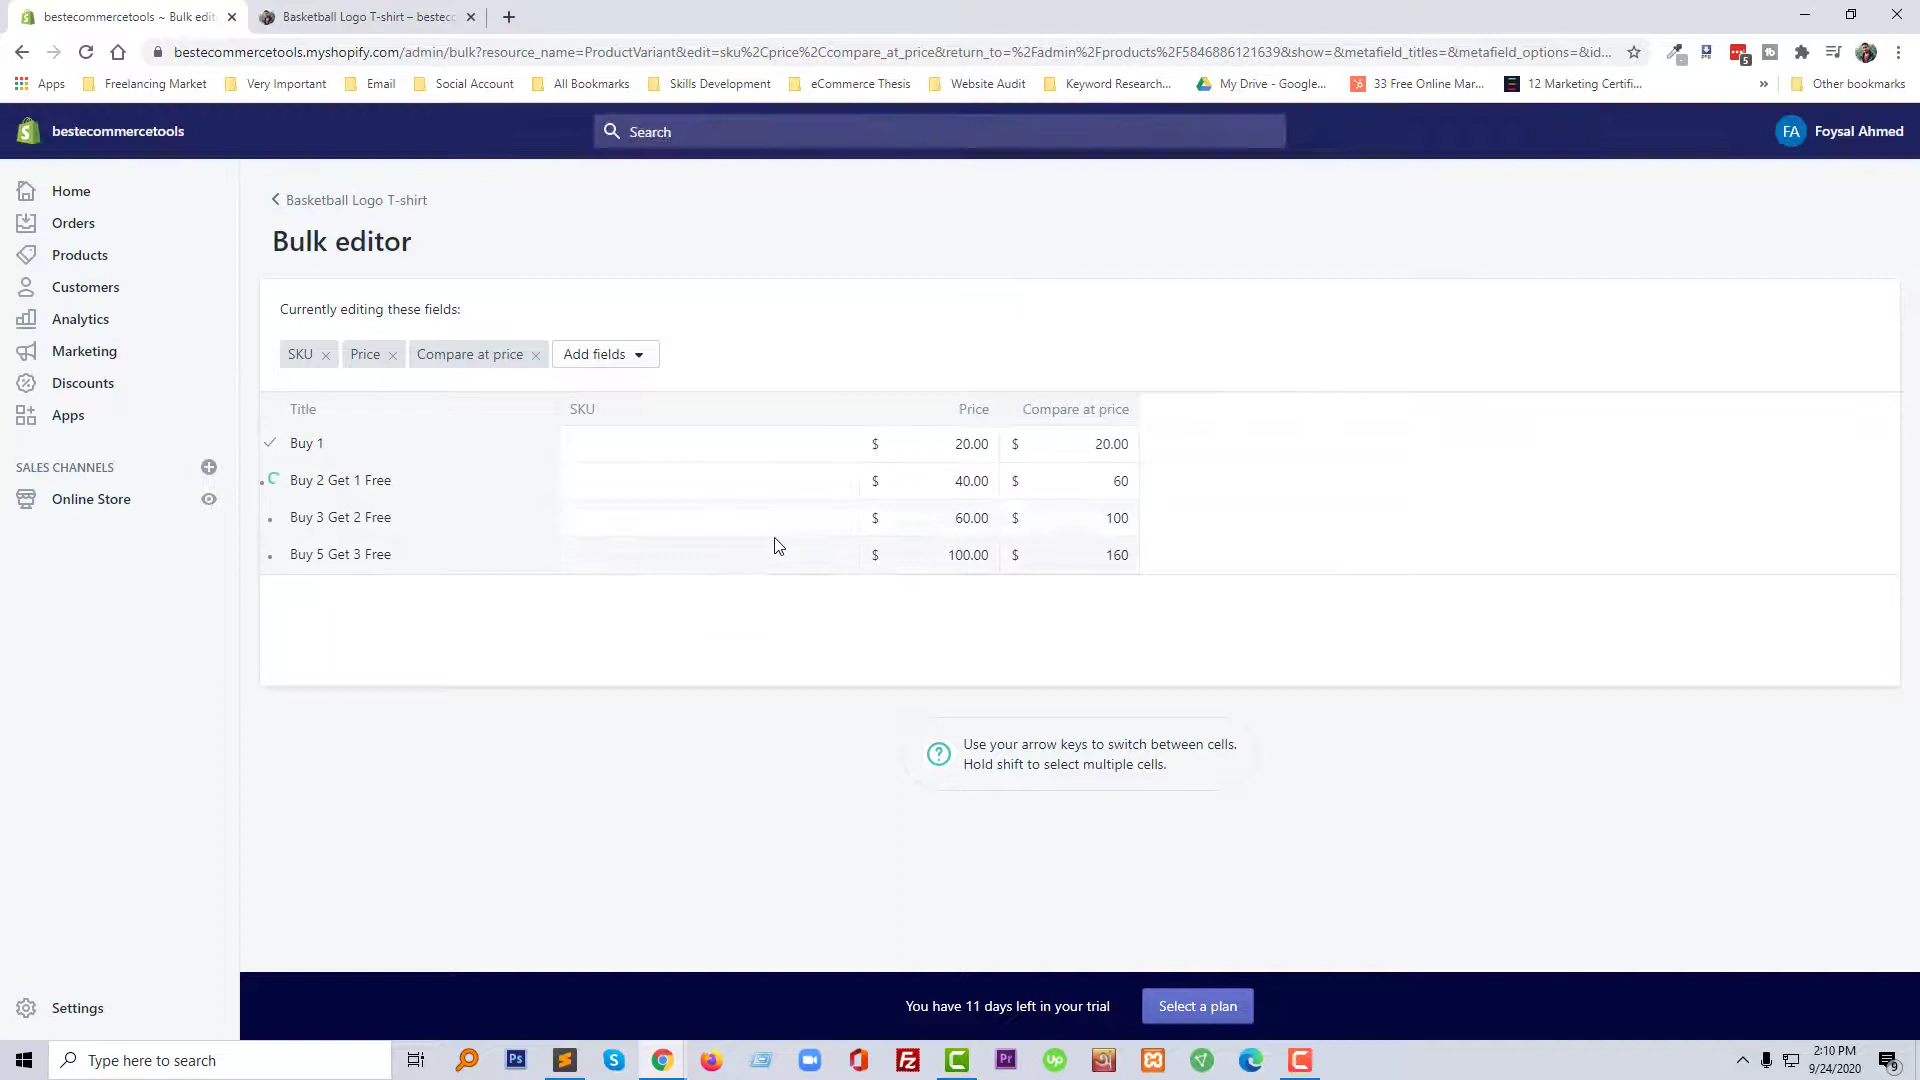 bestecommercetools ~ Bulk edit
Basketball Logo T-shirt – bestec
bestecommercetools.myshopify.com/admin/bulk?resource_name=ProductVariant&edit=sku%2Cprice%2Ccompare_at_price&return_to=%2Fadmin%2Fproducts%2F5846886121639&show=&metafield_titles=&metafield_options=&id...
5
Apps
Freelancing Market
Very Important
Email
Social Account
All Bookmarks
Skills Development
eCommerce Thesis
Website Audit
Keyword Research...
My Drive - Google...
33 Free Online Mar...
12 Marketing Certifi...
»
Other bookmarks
bestecommercetools
Search
FA
Foysal Ahmed
Home
Orders
Products
Customers
Analytics
Marketing
Discounts
Apps
SALES CHANNELS
Online Store
Settings
Basketball Logo T-shirt
Bulk editor
Currently editing these fields:
SKU × Price × Compare at price × Add fields
Title SKU Price Compare at price
Buy 1 $ 20.00 $ 20.00
Buy 2 Get 1 Free $ 40.00 $ 60
Buy 3 Get 2 Free $ 60.00 $ 100
Buy 5 Get 3 Free $ 100.00 $ 160
Use your arrow keys to switch between cells.
Hold shift to select multiple cells.
You have 11 days left in your trial
Select a plan
Type here to search
Ps
Pr
Up
2:10 PM
9/24/2020
9